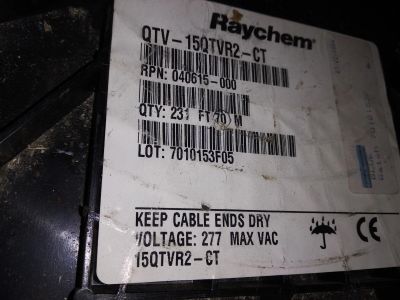 Raychem
QTV-15QTVR2-CT
RPN: 040615-000
QTY: 231 FT(70) M
LOT: 7010153F05
KEEP CABLE ENDS DRY
VOLTAGE: 277 MAX VAC
15QTVR2-CT
CE